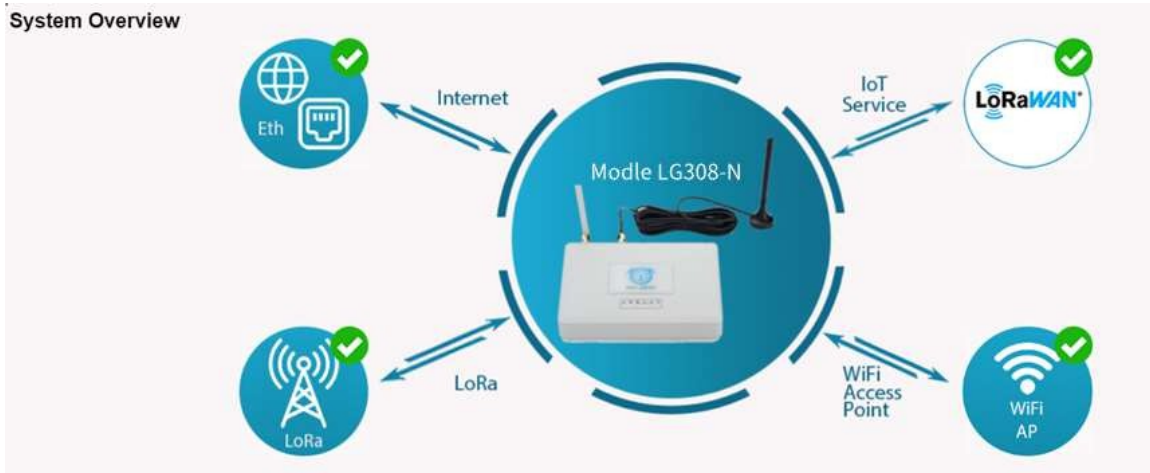 System Overview
Eth
Internet
IoT
Service
LoRaWAN®
Modle LG308-N
LoRa
LoRa
WiFi
Access
Point
WiFi
AP